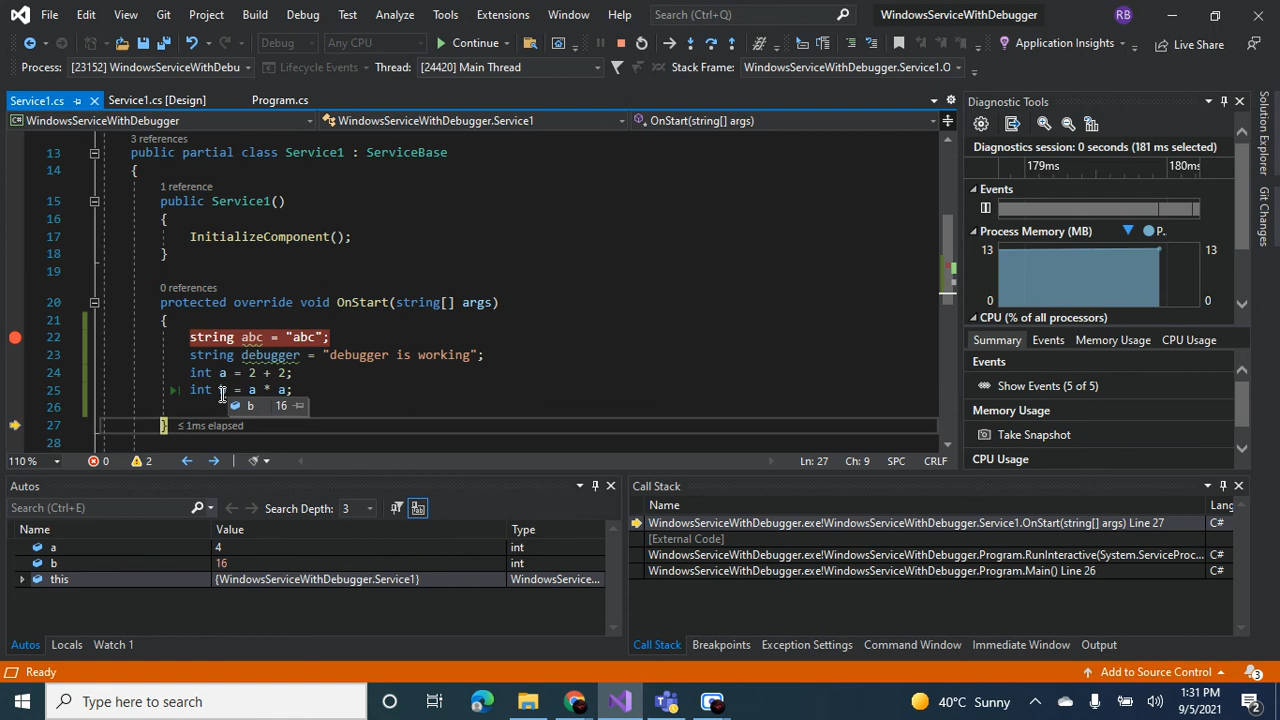 File Edit View Git Project Build Debug Test Analyze Tools Extensions Window Help Search (Ctrl+Q) WindowsServiceWithDebugger RB
Debug Any CPU Continue Application Insights Live Share
Process: [23152] WindowsServiceWithDebu Lifecycle Events Thread: [24420] Main Thread Stack Frame: WindowsServiceWithDebugger.Service1.O
Service1.cs Service1.cs [Design] Program.cs
WindowsServiceWithDebugger WindowsServiceWithDebugger.Service1 OnStart(string[] args)
3 references
13 public partial class Service1 : ServiceBase
14 {
1 reference
15 public Service1()
16 {
17 InitializeComponent();
18 }
19
0 references
20 protected override void OnStart(string[] args)
21 {
22 string abc = "abc";
23 string debugger = "debugger is working";
24 int a = 2 + 2;
25 int = a * a;
26 b 16
27 } ≤ 1ms elapsed
28
110 % 0 2 Ln: 27 Ch: 9 SPC CRLF
Diagnostic Tools
Diagnostics session: 0 seconds (181 ms selected)
179ms 180ms
Events
Process Memory (MB) P..
13 13
0 0
CPU (% of all processors)
Summary Events Memory Usage CPU Usage
Events
Show Events (5 of 5)
Memory Usage
Take Snapshot
CPU Usage
Solution Explorer
Git Changes
Autos
Search (Ctrl+E) Search Depth: 3
Name Value Type
a 4 int
b 16 int
this {WindowsServiceWithDebugger.Service1} WindowsService...
Autos Locals Watch 1
Call Stack
Name Lang
WindowsServiceWithDebugger.exe!WindowsServiceWithDebugger.Service1.OnStart(string[] args) Line 27 C#
[External Code]
WindowsServiceWithDebugger.exe!WindowsServiceWithDebugger.Program.RunInteractive(System.ServiceProc... C#
WindowsServiceWithDebugger.exe!WindowsServiceWithDebugger.Program.Main() Line 26 C#
Call Stack Breakpoints Exception Settings Command Window Immediate Window Output
Ready Add to Source Control 3
Type here to search 40°C Sunny 1:31 PM
9/5/2021 2